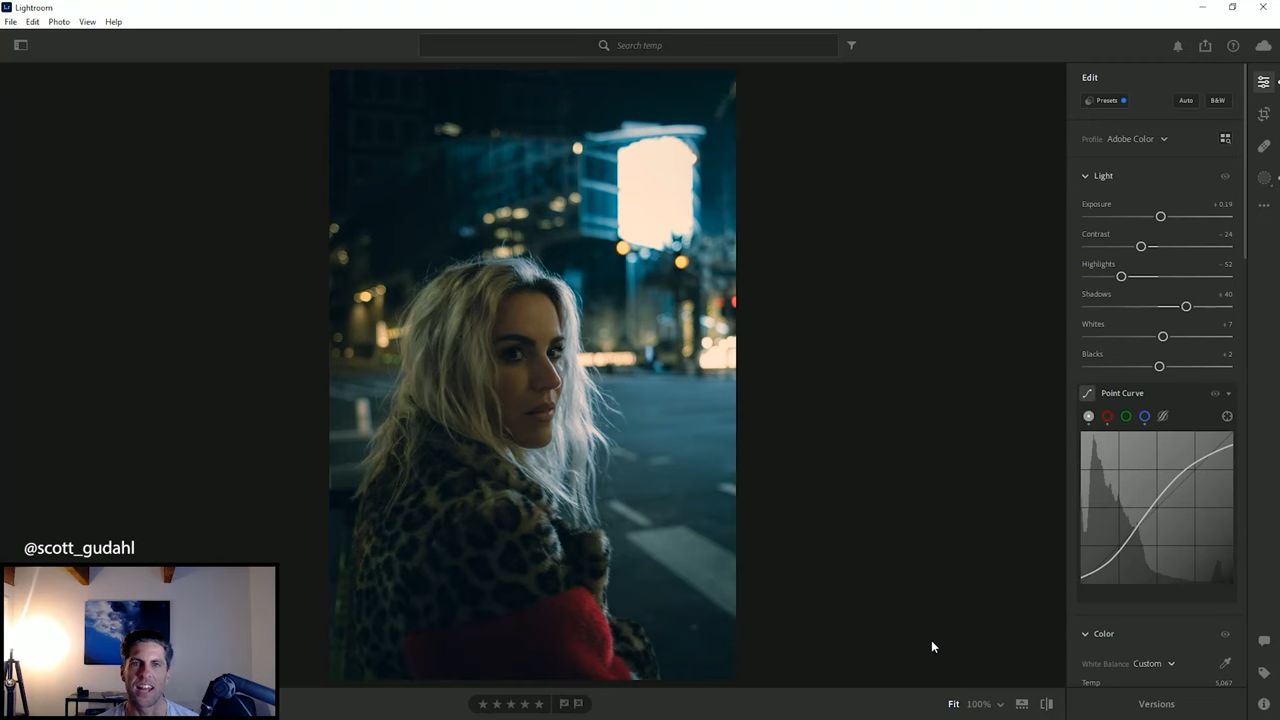 Lr Lightroom
File Edit Photo View Help
Search temp
Edit
Presets Auto B&W
Profile Adobe Color
Light
Exposure + 0.19
Contrast - 24
Highlights - 52
Shadows + 40
Whites + 7
Blacks + 2
Point Curve
Color
White Balance Custom
Temp 5,067
@scott_gudahl
Fit 100%
Versions